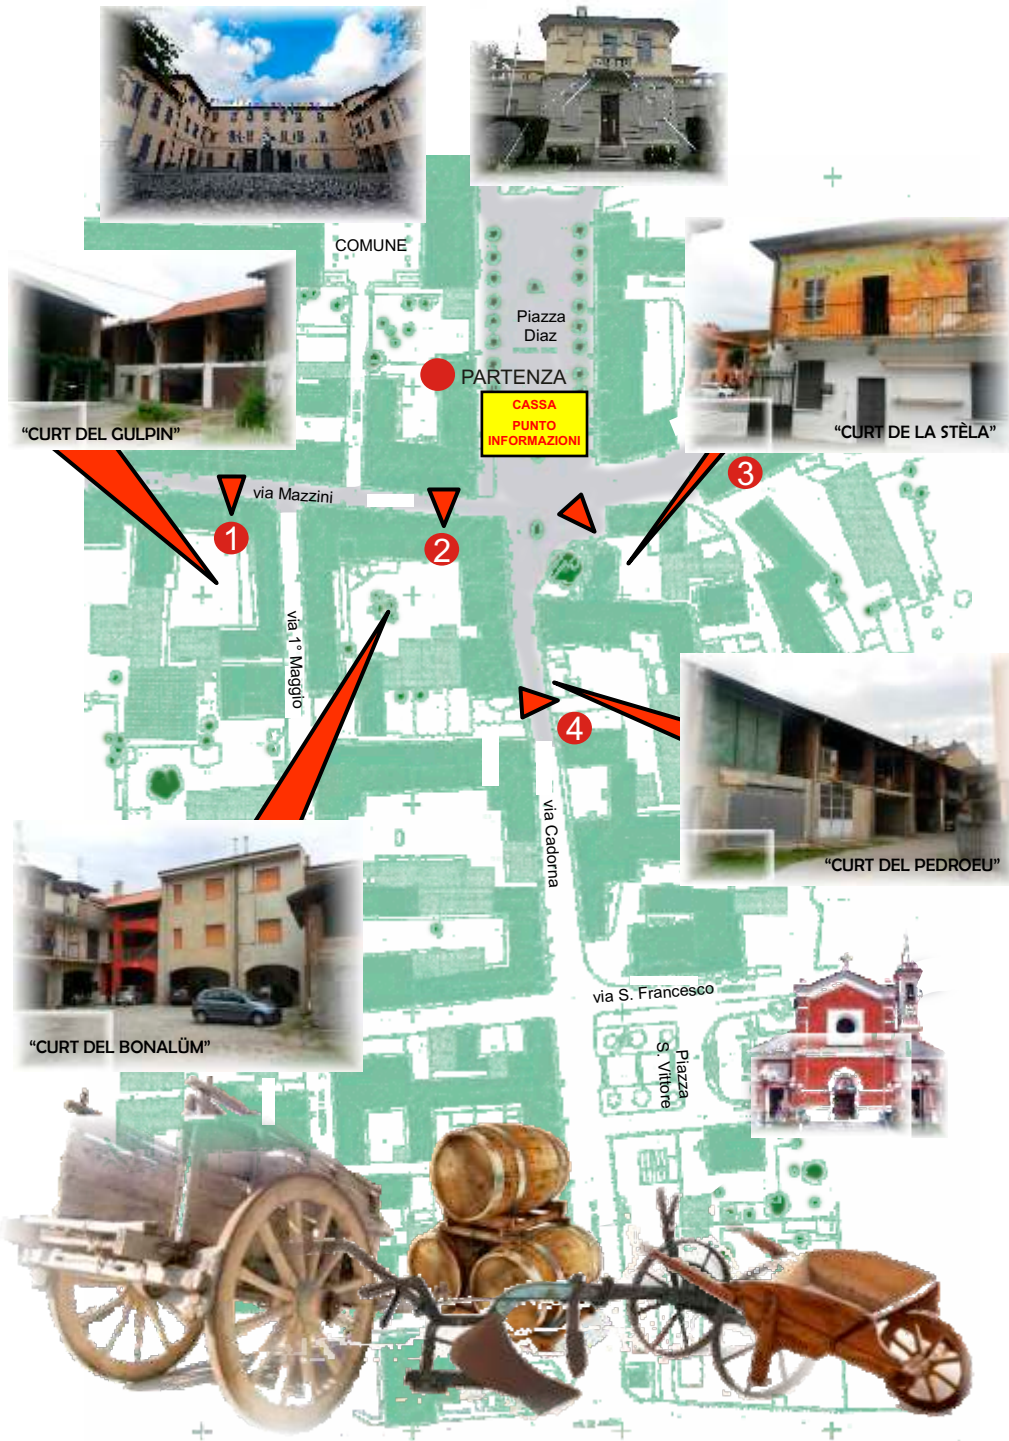 COMUNE
Piazza
Diaz
PARTENZA
CASSA
PUNTO
INFORMAZIONI
"CURT DEL GULPIN"
"CURT DE LA STÈLA"
via Mazzini
1
2
3
via 1° Maggio
4
via Cadorna
"CURT DEL PEDROEU"
"CURT DEL BONALÜM"
via S. Francesco
Piazza
S. Vittore